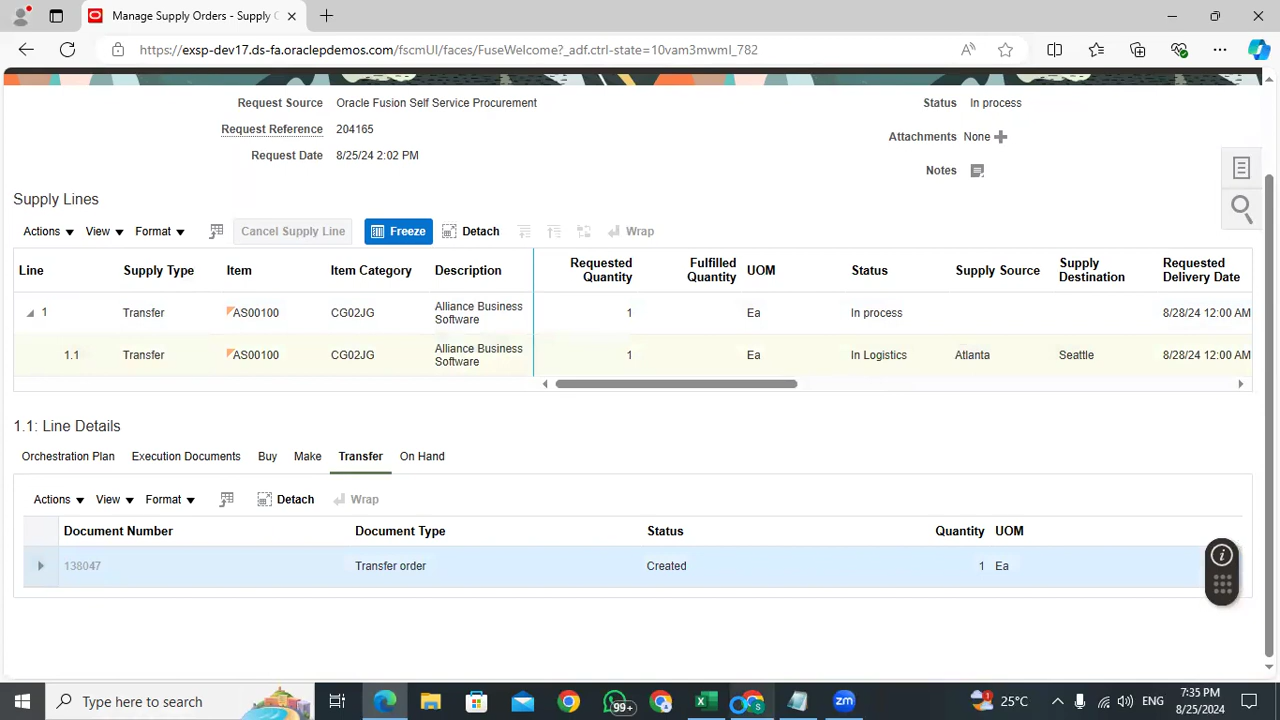 Manage Supply Orders - Supply C
https://exsp-dev17.ds-fa.oraclepdemos.com/fscmUI/faces/FuseWelcome?_adf.ctrl-state=10vam3mwml_782
Request Source Oracle Fusion Self Service Procurement Status In process
Request Reference 204165 Attachments None
Request Date 8/25/24 2:02 PM
Notes
Supply Lines
Actions View Format Cancel Supply Line Freeze Detach Wrap
Line Supply Type Item Item Category Description Requested Quantity Fulfilled Quantity UOM Status Supply Source Supply Destination Requested Delivery Date
1 Transfer AS00100 CG02JG Alliance Business Software 1 Ea In process 8/28/24 12:00 AM
1.1 Transfer AS00100 CG02JG Alliance Business Software 1 Ea In Logistics Atlanta Seattle 8/28/24 12:00 AM
1.1: Line Details
Orchestration Plan Execution Documents Buy Make Transfer On Hand
Actions View Format Detach Wrap
Document Number Document Type Status Quantity UOM
138047 Transfer order Created 1 Ea
Type here to search 99+ 1 25°C ENG 7:35 PM
8/25/2024